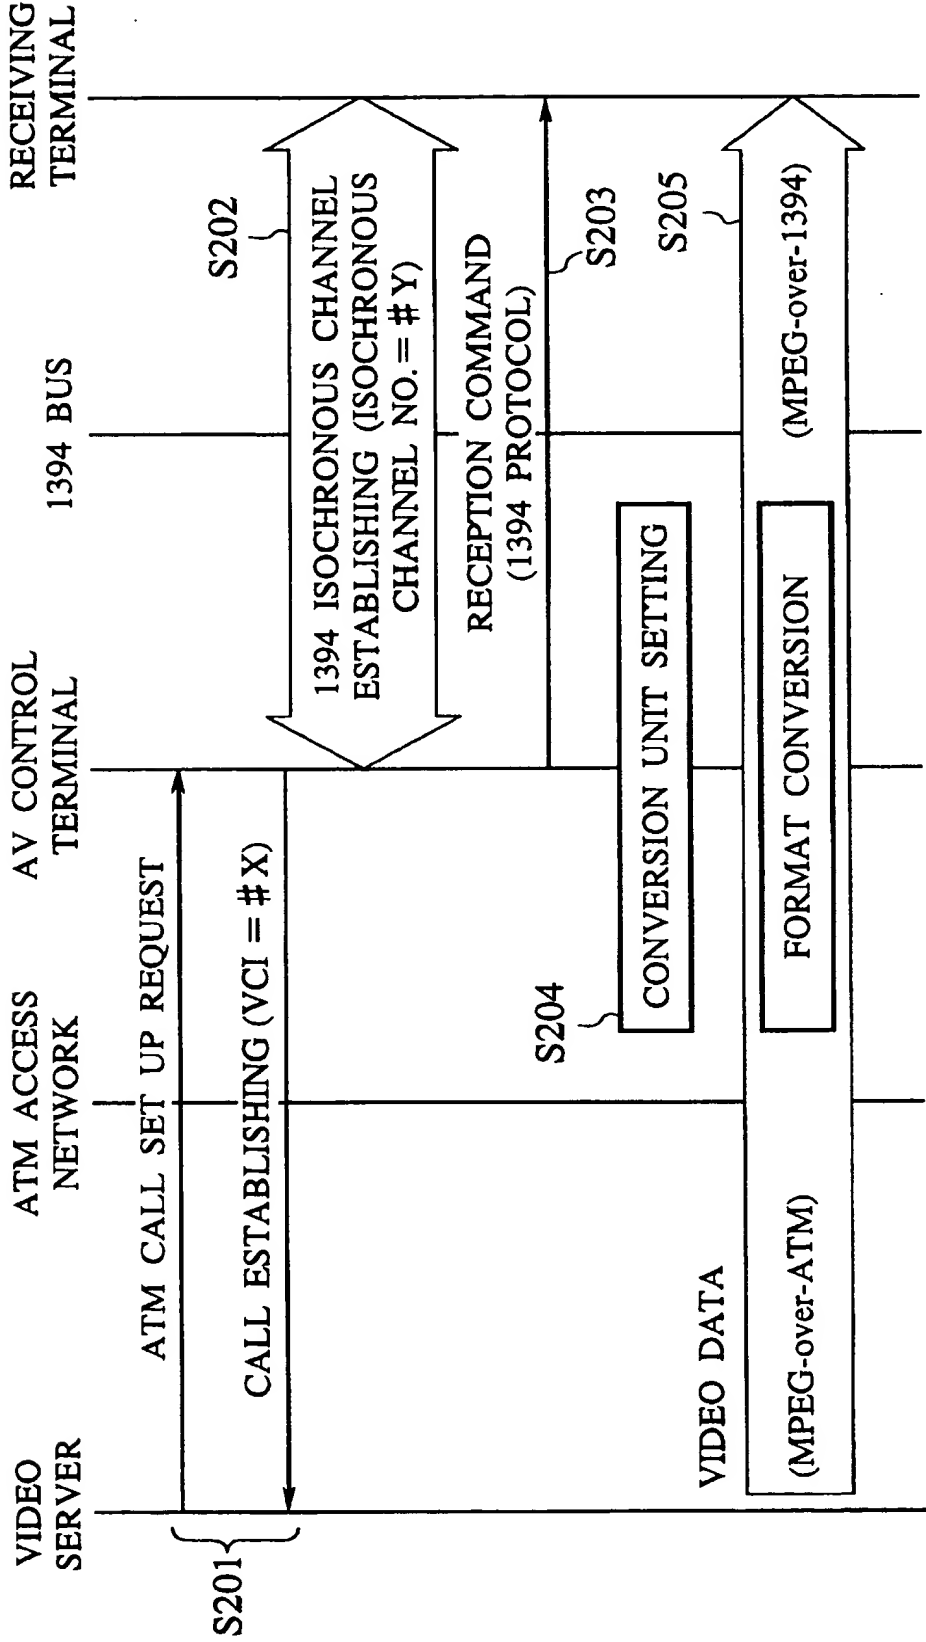 VIDEO
SERVER
ATM ACCESS
NETWORK
AV CONTROL
TERMINAL
1394 BUS
RECEIVING
TERMINAL
S201
ATM CALL SET UP REQUEST
CALL ESTABLISHING (VCI = #X)
S202
1394 ISOCHRONOUS CHANNEL
ESTABLISHING (ISOCHRONOUS
CHANNEL NO. = #Y)
RECEPTION COMMAND
(1394 PROTOCOL)
S203
S204
CONVERSION UNIT SETTING
VIDEO DATA
S205
(MPEG-over-ATM)
FORMAT CONVERSION
(MPEG-over-1394)